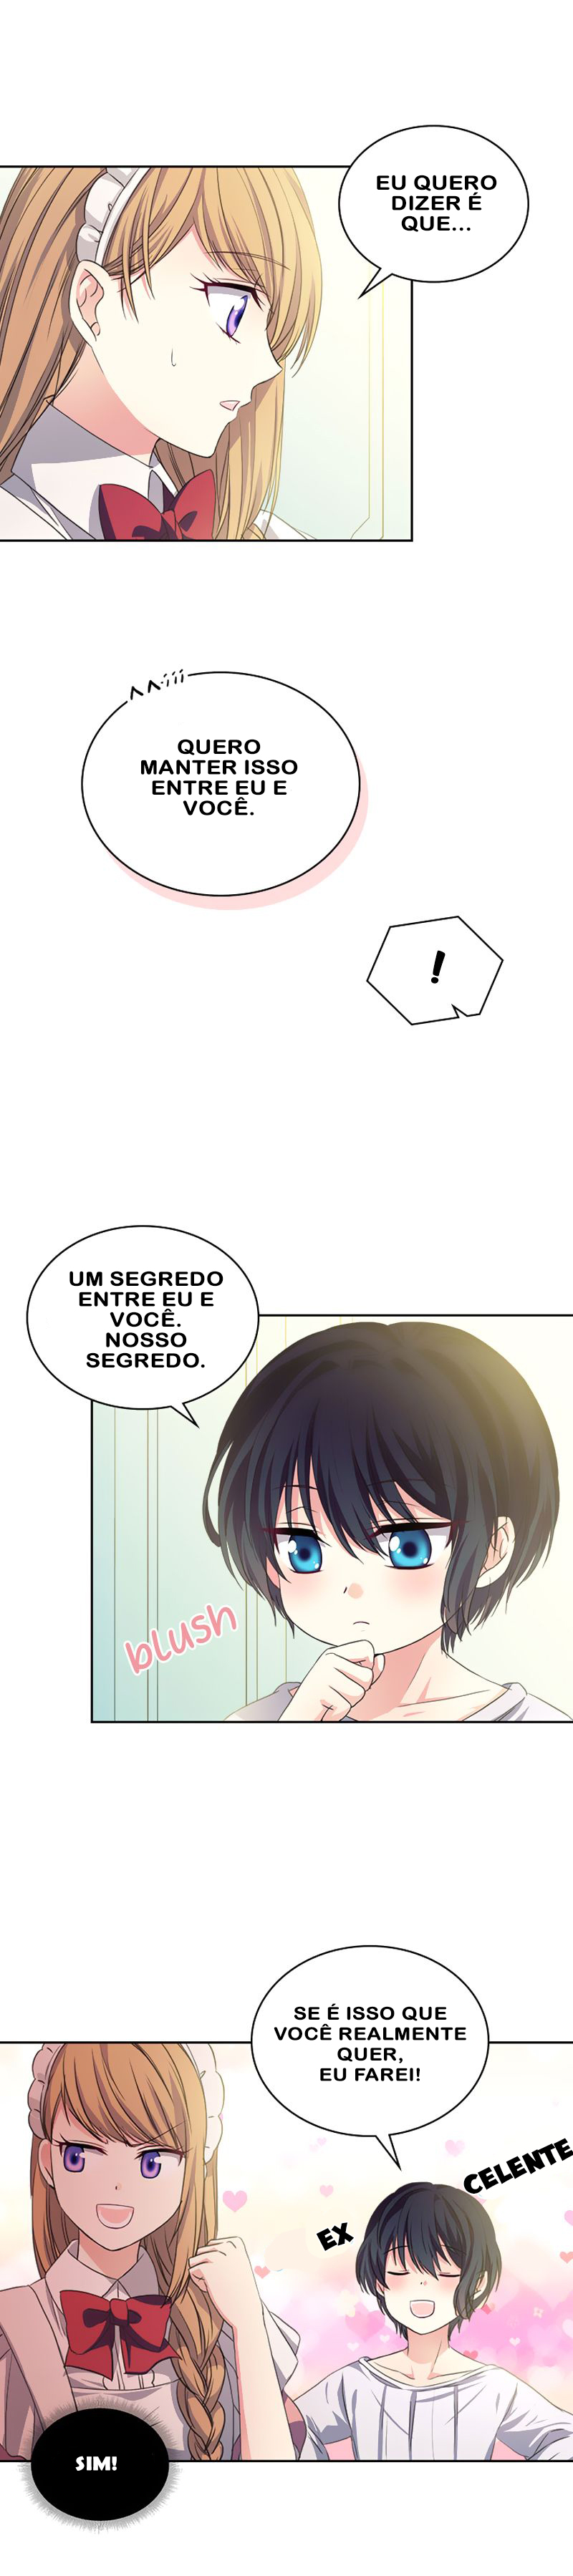 EU QUERO
DIZER É
QUE...
QUERO
MANTER ISSO
ENTRE EU E
VOCÊ.
!
UM SEGREDO
ENTRE EU E
VOCÊ.
NOSSO
SEGREDO.
blush
SE É ISSO QUE
VOCÊ REALMENTE
QUER,
EU FAREI!
EX
CELENTE
SIM!